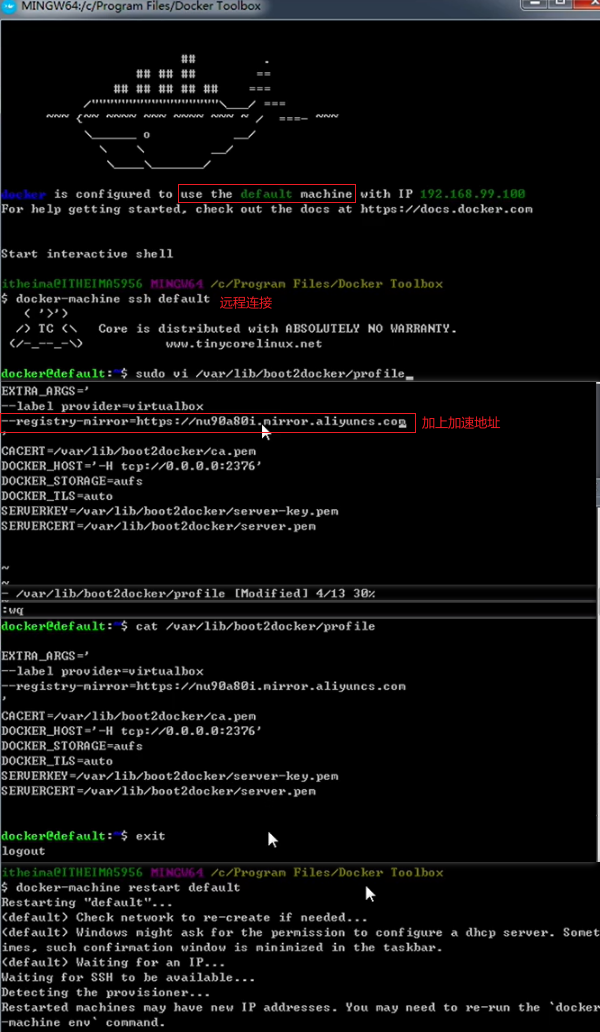 MINGW64:/c/Program Files/Docker Toolbox
##         .
## ## ##        ==
## ## ## ## ##    ===
/"""""""""""""""""\___/ ===
~~~ {~~ ~~~~ ~~~ ~~~~ ~~~ ~ /  ===- ~~~
\______ o           __/
\    \         __/
\____\_______/
docker is configured to use the default machine with IP 192.168.99.100
For help getting started, check out the docs at https://docs.docker.com
Start interactive shell
itheima@ITHEIMA5956 MINGW64 /c/Program Files/Docker Toolbox
$ docker-machine ssh default 远程连接
( '>')
/) TC (\   Core is distributed with ABSOLUTELY NO WARRANTY.
(/-_--_-\)           www.tinycorelinux.net
docker@default:~$ sudo vi /var/lib/boot2docker/profile
EXTRA_ARGS='
--label provider=virtualbox
--registry-mirror=https://nu90a80i.mirror.aliyuncs.com 加上加速地址
'
CACERT=/var/lib/boot2docker/ca.pem
DOCKER_HOST='-H tcp://0.0.0.0:2376'
DOCKER_STORAGE=aufs
DOCKER_TLS=auto
SERVERKEY=/var/lib/boot2docker/server-key.pem
SERVERCERT=/var/lib/boot2docker/server.pem
~
~
- /var/lib/boot2docker/profile [Modified] 4/13 30%
:wq
docker@default:~$ cat /var/lib/boot2docker/profile
EXTRA_ARGS='
--label provider=virtualbox
--registry-mirror=https://nu90a80i.mirror.aliyuncs.com
'
CACERT=/var/lib/boot2docker/ca.pem
DOCKER_HOST='-H tcp://0.0.0.0:2376'
DOCKER_STORAGE=aufs
DOCKER_TLS=auto
SERVERKEY=/var/lib/boot2docker/server-key.pem
SERVERCERT=/var/lib/boot2docker/server.pem
docker@default:~$ exit
logout
itheima@ITHEIMA5956 MINGW64 /c/Program Files/Docker Toolbox
$ docker-machine restart default
Restarting "default"...
(default) Check network to re-create if needed...
(default) Windows might ask for the permission to configure a dhcp server. Somet
imes, such confirmation window is minimized in the taskbar.
(default) Waiting for an IP...
Waiting for SSH to be available...
Detecting the provisioner...
Restarted machines may have new IP addresses. You may need to re-run the `docker
-machine env` command.